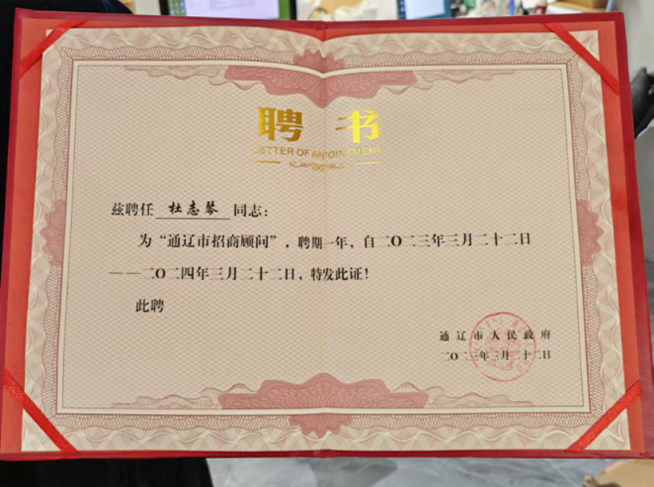 聘书
LETTER OF APPOINTMENT
兹聘任 杜志琴 同志：
为“通辽市招商顾问”，聘期一年，自二〇二三年三月二十二日
——二〇二四年三月二十二日，特发此证！
此聘
通辽市人民政府
二〇二三年三月二十二日